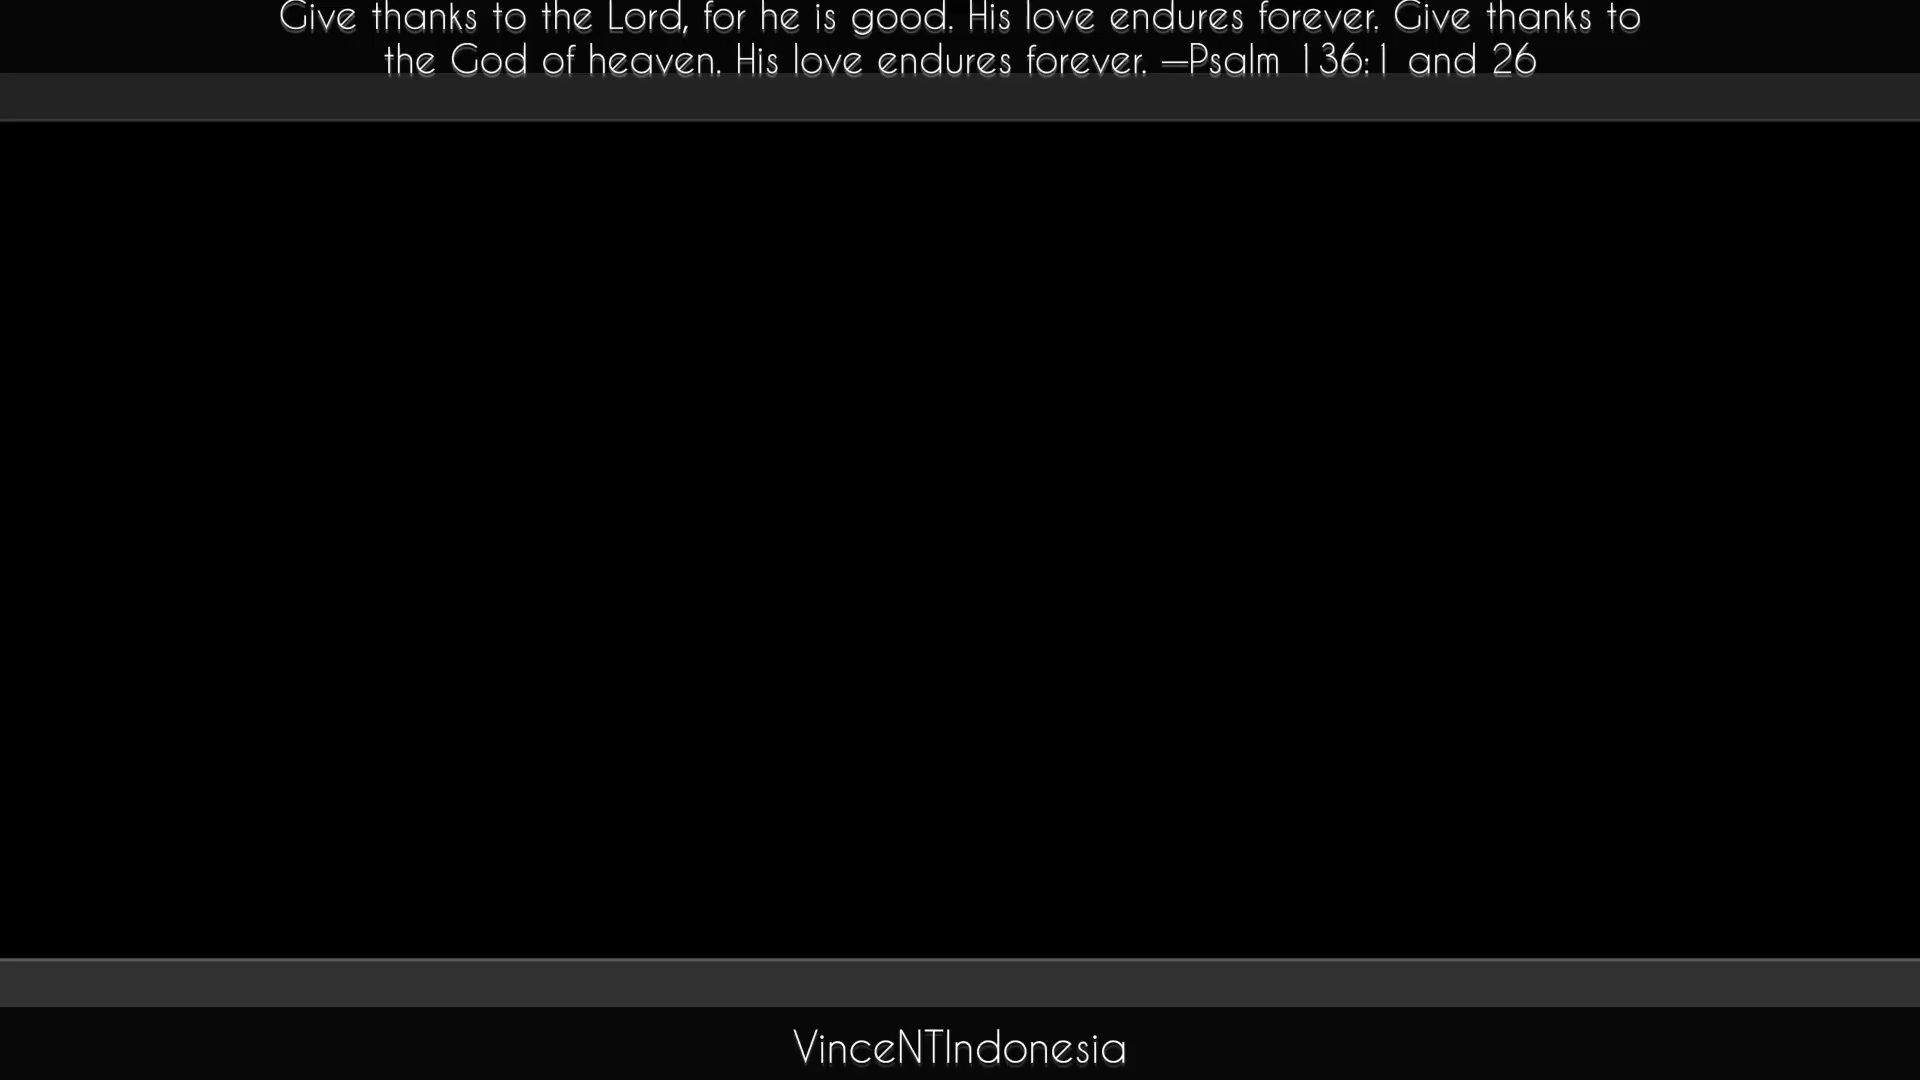 Give thanks to the Lord, for he is good. His love endures forever. Give thanks to
the God of heaven. His love endures forever. —Psalm 136:1 and 26
VinceNTIndonesia